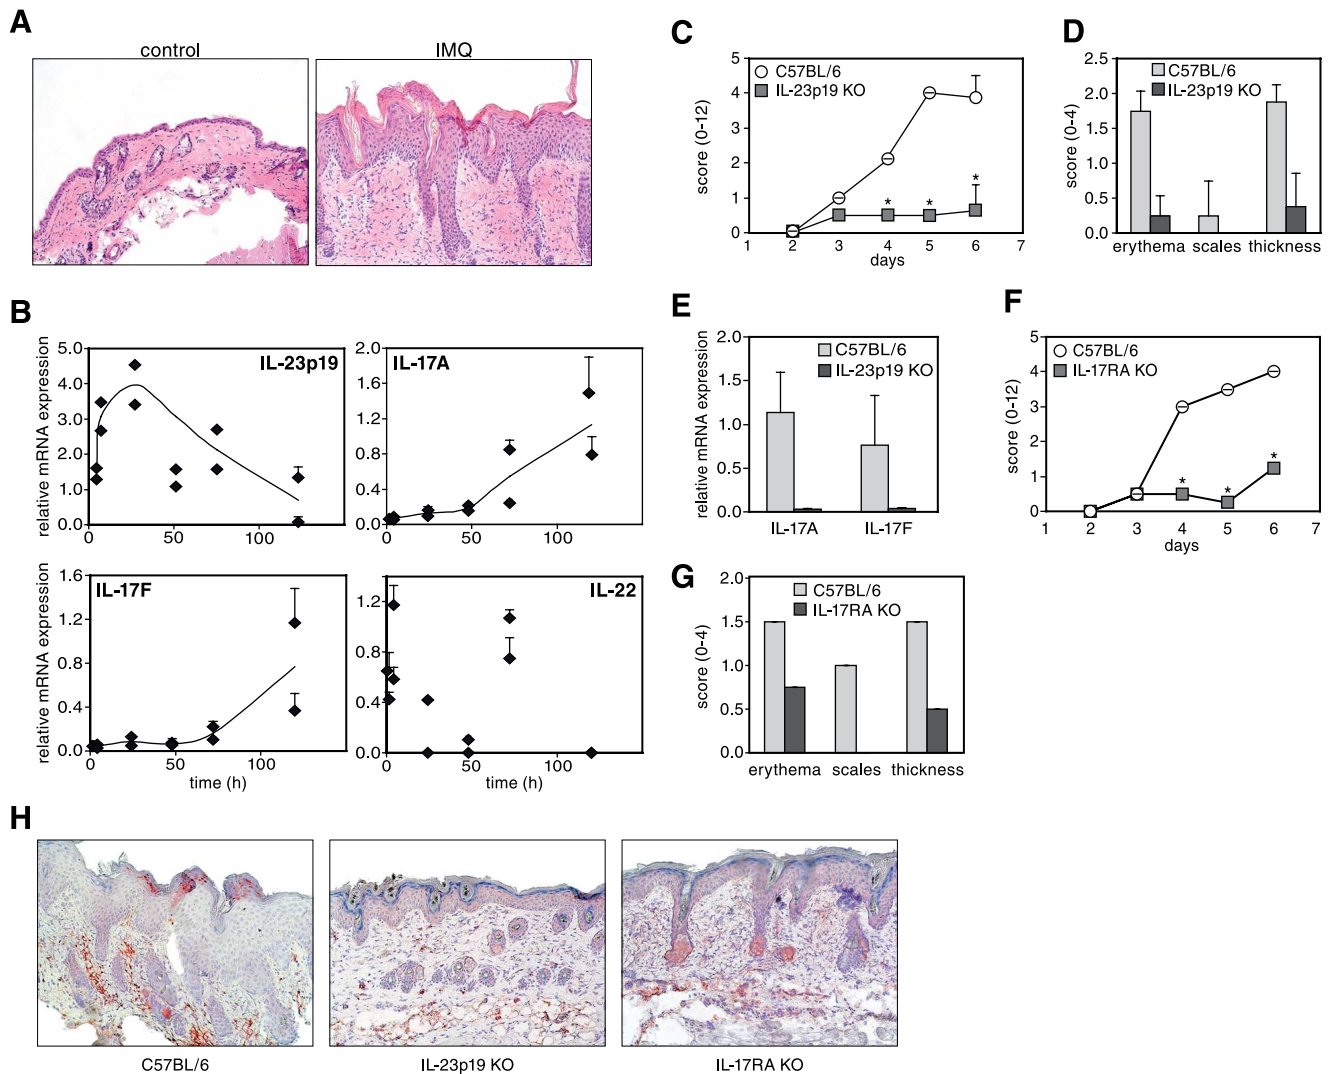 A
control
IMQ
B
relative mRNA expression
5.0
4.0
3.0
2.0
1.0
0.0
0
50
100
IL-23p19
2.0
1.6
1.2
0.8
0.4
0.0
0
50
100
IL-17A
relative mRNA expression
1.6
1.2
0.8
0.4
0.0
0
50
100
time (h)
IL-17F
1.2
0.8
0.4
0.0
0
50
100
time (h)
IL-22
C
score (0-12)
5
4
3
2
1
0
C57BL/6
IL-23p19 KO
* * *
1 2 3 4 5 6 7
days
D
score (0-4)
2.5
2.0
1.5
1.0
0.5
0.0
C57BL/6
IL-23p19 KO
erythema scales thickness
E
relative mRNA expression
2.0
1.5
1.0
0.5
0.0
C57BL/6
IL-23p19 KO
IL-17A IL-17F
F
score (0-12)
5
4
3
2
1
0
C57BL/6
IL-17RA KO
* * *
1 2 3 4 5 6 7
days
G
score (0-4)
2.0
1.5
1.0
0.5
0.0
C57BL/6
IL-17RA KO
erythema scales thickness
H
C57BL/6
IL-23p19 KO
IL-17RA KO